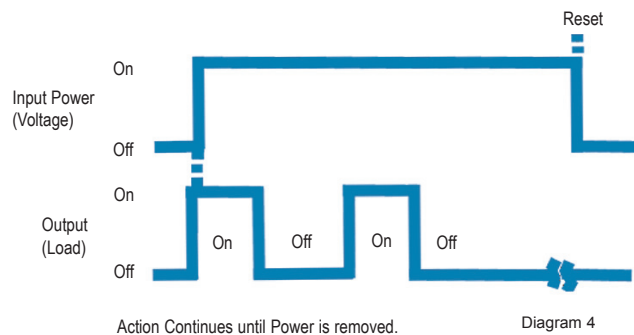 Reset
On
Input Power
(Voltage)
Off
On
Output
(Load)
On Off On Off
Off
Action Continues until Power is removed.
Diagram 4